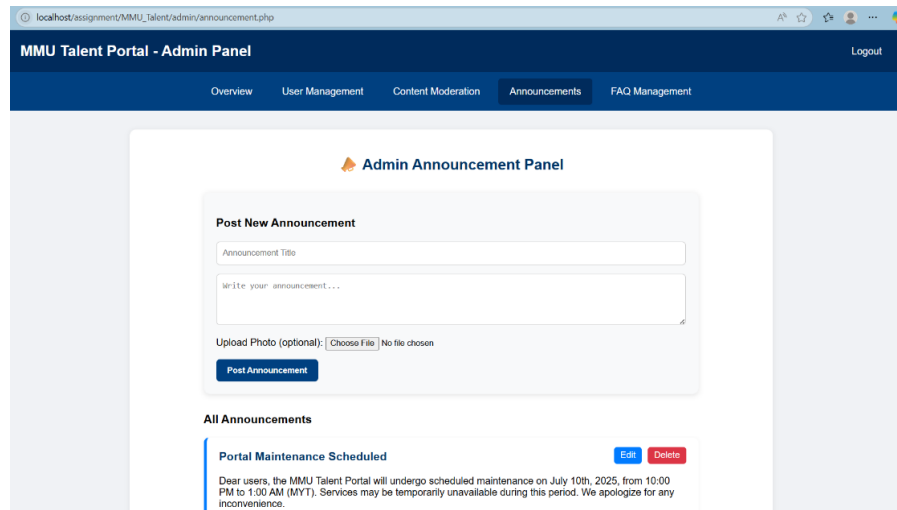 localhost/assignment/MMU_Talent/admin/announcement.php
MMU Talent Portal - Admin Panel
Logout
Overview User Management Content Moderation Announcements FAQ Management
Admin Announcement Panel
Post New Announcement
Announcement Title
Write your announcement...
Upload Photo (optional): Choose File No file chosen
Post Announcement
All Announcements
Portal Maintenance Scheduled
Edit Delete
Dear users, the MMU Talent Portal will undergo scheduled maintenance on July 10th, 2025, from 10:00
PM to 1:00 AM (MYT). Services may be temporarily unavailable during this period. We apologize for any
inconvenience.